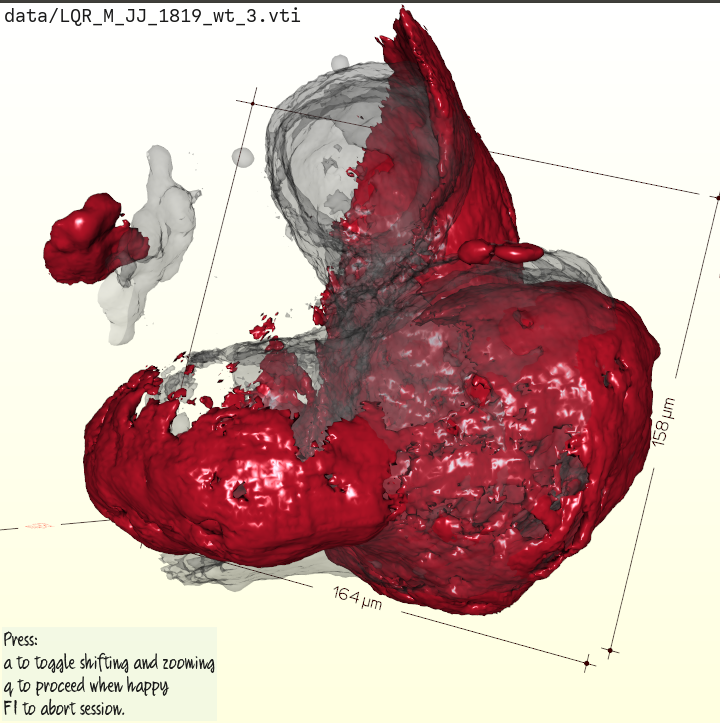 data/LQR_M_JJ_1819_wt_3.vti
158 µm
164 µm
Press:
a to toggle shifting and zooming
q to proceed when happy
F1 to abort session.